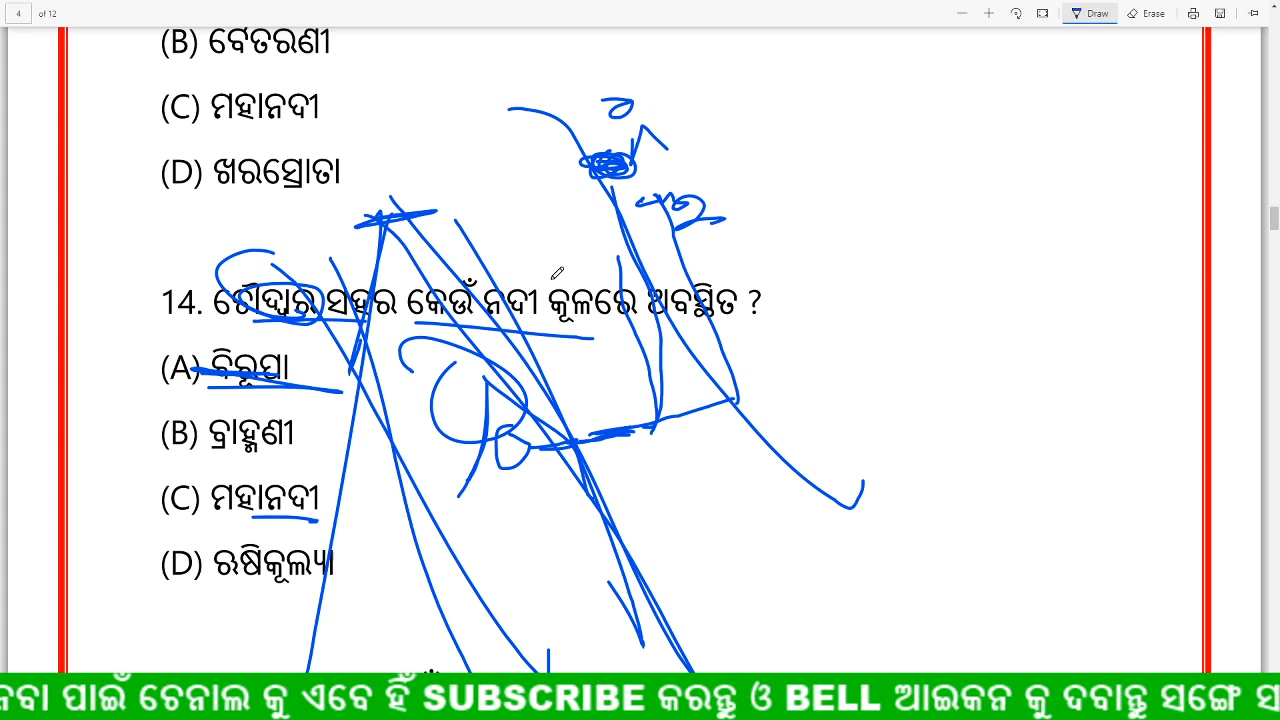 4 of 12 Draw Erase
(B) ବୈତରଣୀ
(C) ମହାନଦୀ
(D) ଖରସ୍ରୋତା
14. ଚୌଦ୍ୱାର ସହର କେଉଁ ନଦୀ କୂଳରେ ଅବସ୍ଥିତ ?
(A) ବିରୂପା
(B) ବ୍ରାହ୍ମଣୀ
(C) ମହାନଦୀ
(D) ଋଷିକୂଲ୍ୟା
ନବା ପାଇଁ ଚେନାଲ କୁ ଏବେ ହିଁ SUBSCRIBE କରନ୍ତୁ ଓ BELL ଆଇକନ କୁ ଦବାନ୍ତୁ ସଙ୍ଗେ ସ